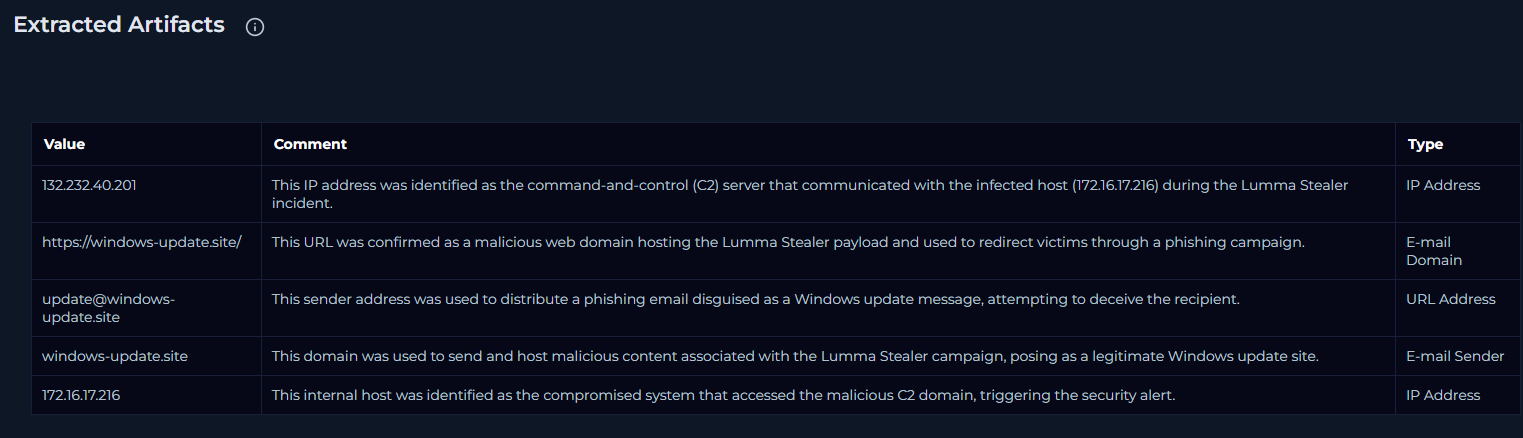 Extracted Artifacts
Value Comment Type
132.232.40.201 This IP address was identified as the command-and-control (C2) server that communicated with the infected host (172.16.17.216) during the Lumma Stealer IP Address
incident.
https://windows-update.site/ This URL was confirmed as a malicious web domain hosting the Lumma Stealer payload and used to redirect victims through a phishing campaign. E-mail
Domain
update@windows- This sender address was used to distribute a phishing email disguised as a Windows update message, attempting to deceive the recipient. URL Address
update.site
windows-update.site This domain was used to send and host malicious content associated with the Lumma Stealer campaign, posing as a legitimate Windows update site. E-mail Sender
172.16.17.216 This internal host was identified as the compromised system that accessed the malicious C2 domain, triggering the security alert. IP Address